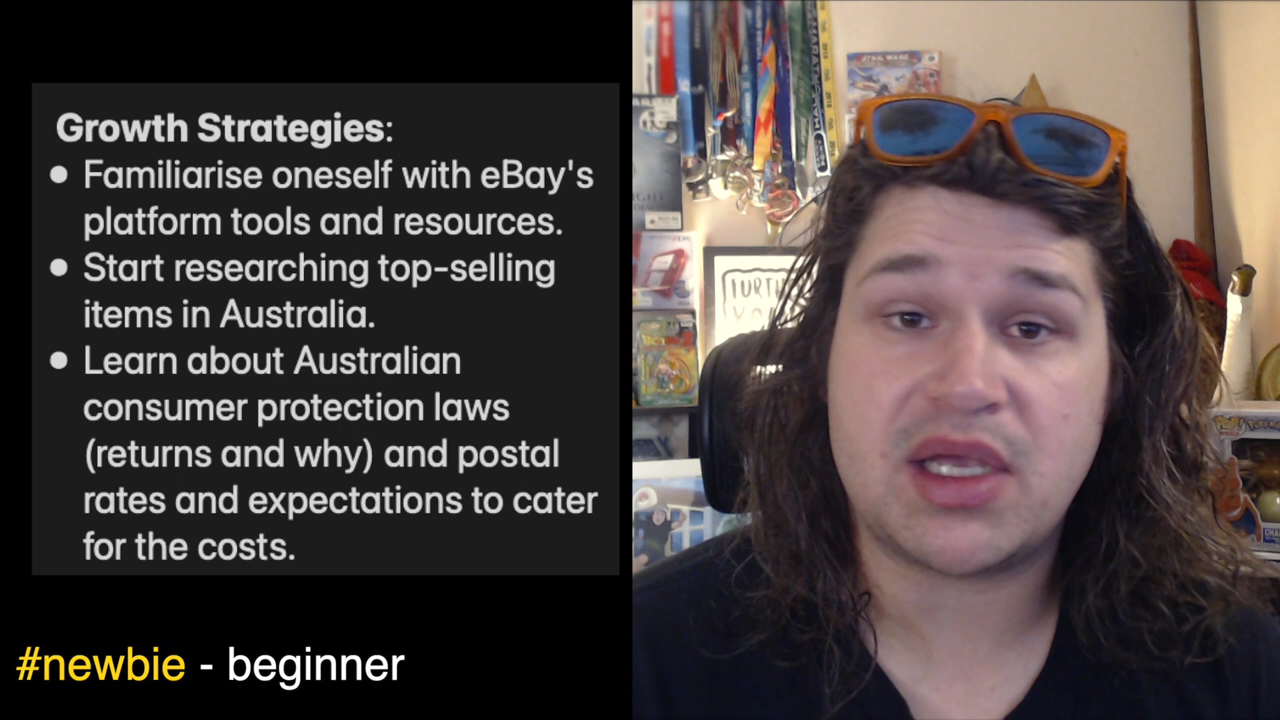 Growth Strategies:
• Familiarise oneself with eBay's
platform tools and resources.
• Start researching top-selling
items in Australia.
• Learn about Australian
consumer protection laws
(returns and why) and postal
rates and expectations to cater
for the costs.
#newbie - beginner
STAR WARS